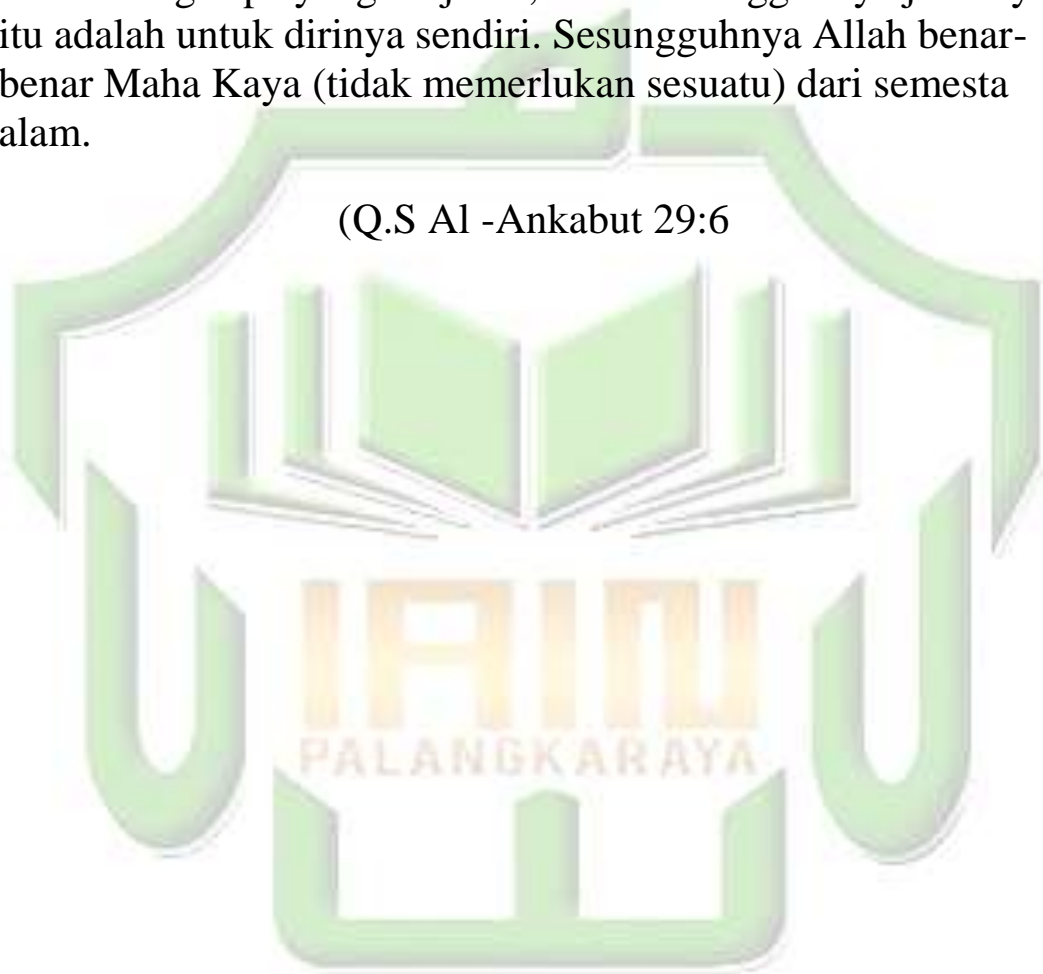 itu adalah untuk dirinya sendiri. Sesungguhnya Allah benar-
benar Maha Kaya (tidak memerlukan sesuatu) dari semesta
alam.
(Q.S Al -Ankabut 29:6
IAIN
PALANGKARAYA